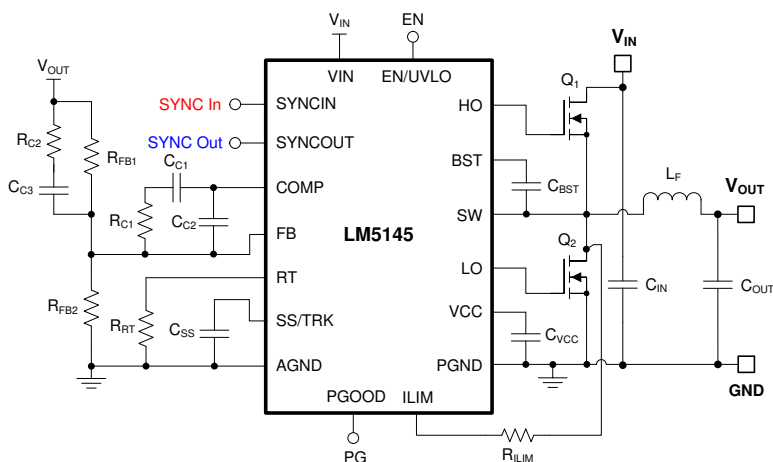 VIN
EN
VIN
VOUT
VIN
EN/UVLO
Q1
SYNC In
SYNCIN
HO
SYNC Out
SYNCOUT
RC2
RFB1
CC1
BST
CC3
COMP
CBST
LF
VOUT
RC1
CC2
SW
LM5145
FB
Q2
RT
LO
RFB2
CIN
COUT
RRT
CSS
SS/TRK
VCC
CVCC
AGND
PGND
GND
PGOOD
ILIM
PG
RILIM